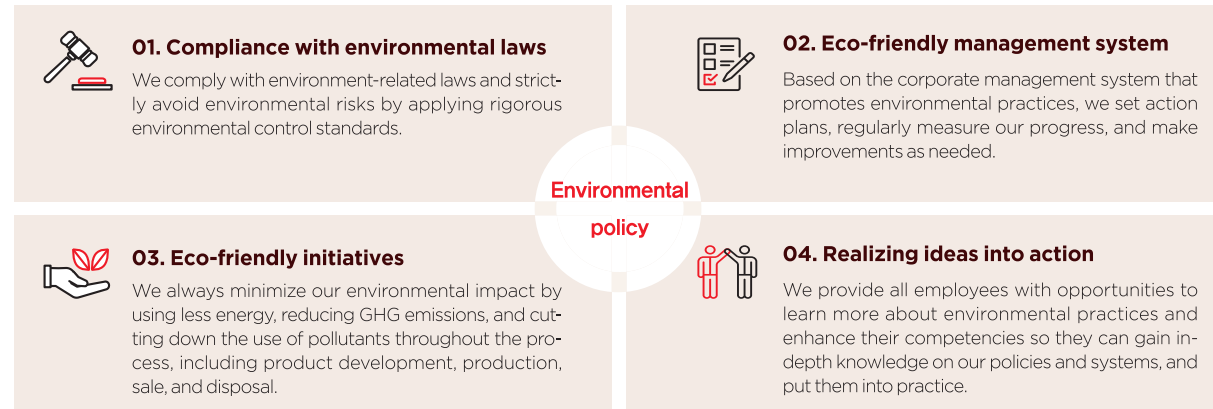 01. Compliance with environmental laws
We comply with environment-related laws and strict-
ly avoid environmental risks by applying rigorous
environmental control standards.
02. Eco-friendly management system
Based on the corporate management system that
promotes environmental practices, we set action
plans, regularly measure our progress, and make
improvements as needed.
Environmental
policy
03. Eco-friendly initiatives
We always minimize our environmental impact by
using less energy, reducing GHG emissions, and cut-
ting down the use of pollutants throughout the pro-
cess, including product development, production,
sale, and disposal.
04. Realizing ideas into action
We provide all employees with opportunities to
learn more about environmental practices and
enhance their competencies so they can gain in-
depth knowledge on our policies and systems, and
put them into practice.